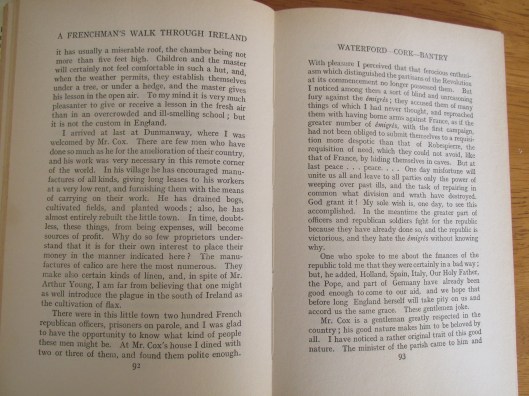 A FRENCHMAN'S WALK THROUGH IRELAND
it has usually a miserable roof, the chamber being not
more than five feet high. Children and the master
will certainly not feel comfortable in such a hut, and,
when the weather permits, they establish themselves
under a tree, or under a hedge, and the master gives
his lesson in the open air. To my mind it is very much
pleasanter to give or receive a lesson in the fresh air
than in an overcrowded and ill-smelling school; but
it is not the custom in England.
I arrived at last at Dunmanway, where I was
welcomed by Mr. Cox. There are few men who have
done so much as he for the amelioration of their country,
and his work was very necessary in this remote corner
of the world. In his village he has encouraged manu-
factures of all kinds, giving long leases to his workers
at a very low rent, and furnishing them with the means
of carrying on their work. He has drained bogs,
cultivated fields, and planted woods; also, he has
almost entirely rebuilt the little town. In time, doubt-
less, these things, from being expenses, will become
sources of profit. Why do so few proprietors under-
stand that it is for their own interest to place their
money in the manner indicated here? The manu-
factures of calico are here the most numerous. They
make also certain kinds of linen, and, in spite of Mr.
Arthur Young, I am far from believing that one might
as well introduce the plague in the south of Ireland as
the cultivation of flax.
There were in this little town two hundred French
republican officers, prisoners on parole, and I was glad
to have the opportunity to know what kind of people
these men might be. At Mr. Cox's house I dined with
two or three of them, and found them polite enough.
92
WATERFORD—CORK—BANTRY
With pleasure I perceived that that ferocious enthusi-
asm which distinguished the partisans of the Revolution
at its commencement no longer possessed them. But
I noticed among them a sort of blind and unreasoning
fury against the émigrés; they accused them of many
things of which I had never thought, and reproached
them with having borne arms against France, as if the
greater number of émigrés, with the first campaign,
had not been obliged to submit themselves to a requisi-
tion more despotic than that of Robespierre, the
requisition of need, which they could not avoid, like
that of France, by hiding themselves in caves. But at
last peace . . . peace. . . . One day misfortune will
unite us all and leave to all parties only the power of
weeping over past ills, and the task of repairing in
common what division and wrath have destroyed.
God grant it! My sole wish is, one day, to see this
accomplished. In the meantime the greater part of
officers and republican soldiers fight for the republic
because they have already done so, and the republic is
victorious, and they hate the émigrés without knowing
why.
One who spoke to me about the finances of the
republic told me that they were certainly in a bad way;
but, he added, Holland, Spain, Italy, Our Holy Father,
the Pope, and part of Germany have already been
good enough to come to our aid, and we hope that
before long England herself will take pity on us and
accord us the same grace. These gentlemen joke.
Mr. Cox is a gentleman greatly respected in the
country; his good nature makes him to be beloved by
all. I have noticed a rather original trait of this good
nature. The minister of the parish came to him and
93